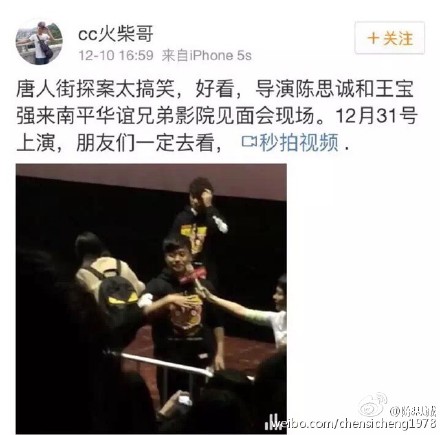 cc火柴哥
+关注
12-10 16:59 来自iPhone 5s
唐人街探案太搞笑，好看，导演陈思诚和王宝
强来南平华谊兄弟影院见面会现场。12月31号
上演，朋友们一定去看，秒拍视频 .
@陈思诚
weibo.com/chensicheng1978